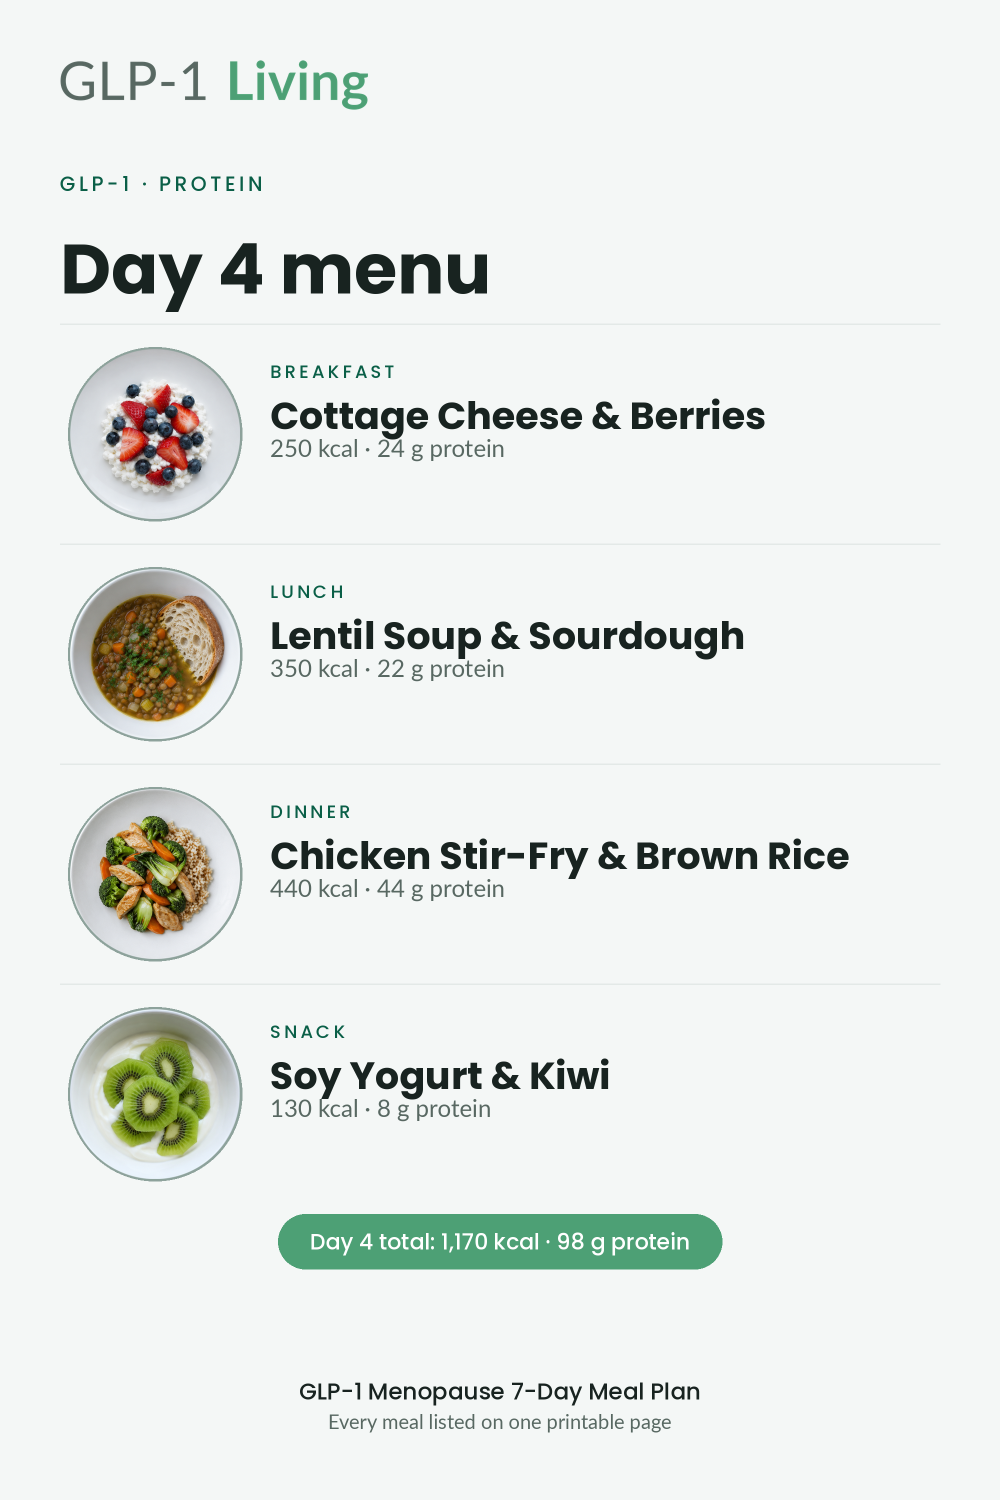 GLP-1 Living
GLP-1 · PROTEIN
Day 4 menu
BREAKFAST
Cottage Cheese & Berries
250 kcal · 24 g protein
LUNCH
Lentil Soup & Sourdough
350 kcal · 22 g protein
DINNER
Chicken Stir-Fry & Brown Rice
440 kcal · 44 g protein
SNACK
Soy Yogurt & Kiwi
130 kcal · 8 g protein
Day 4 total: 1,170 kcal · 98 g protein
GLP-1 Menopause 7-Day Meal Plan
Every meal listed on one printable page